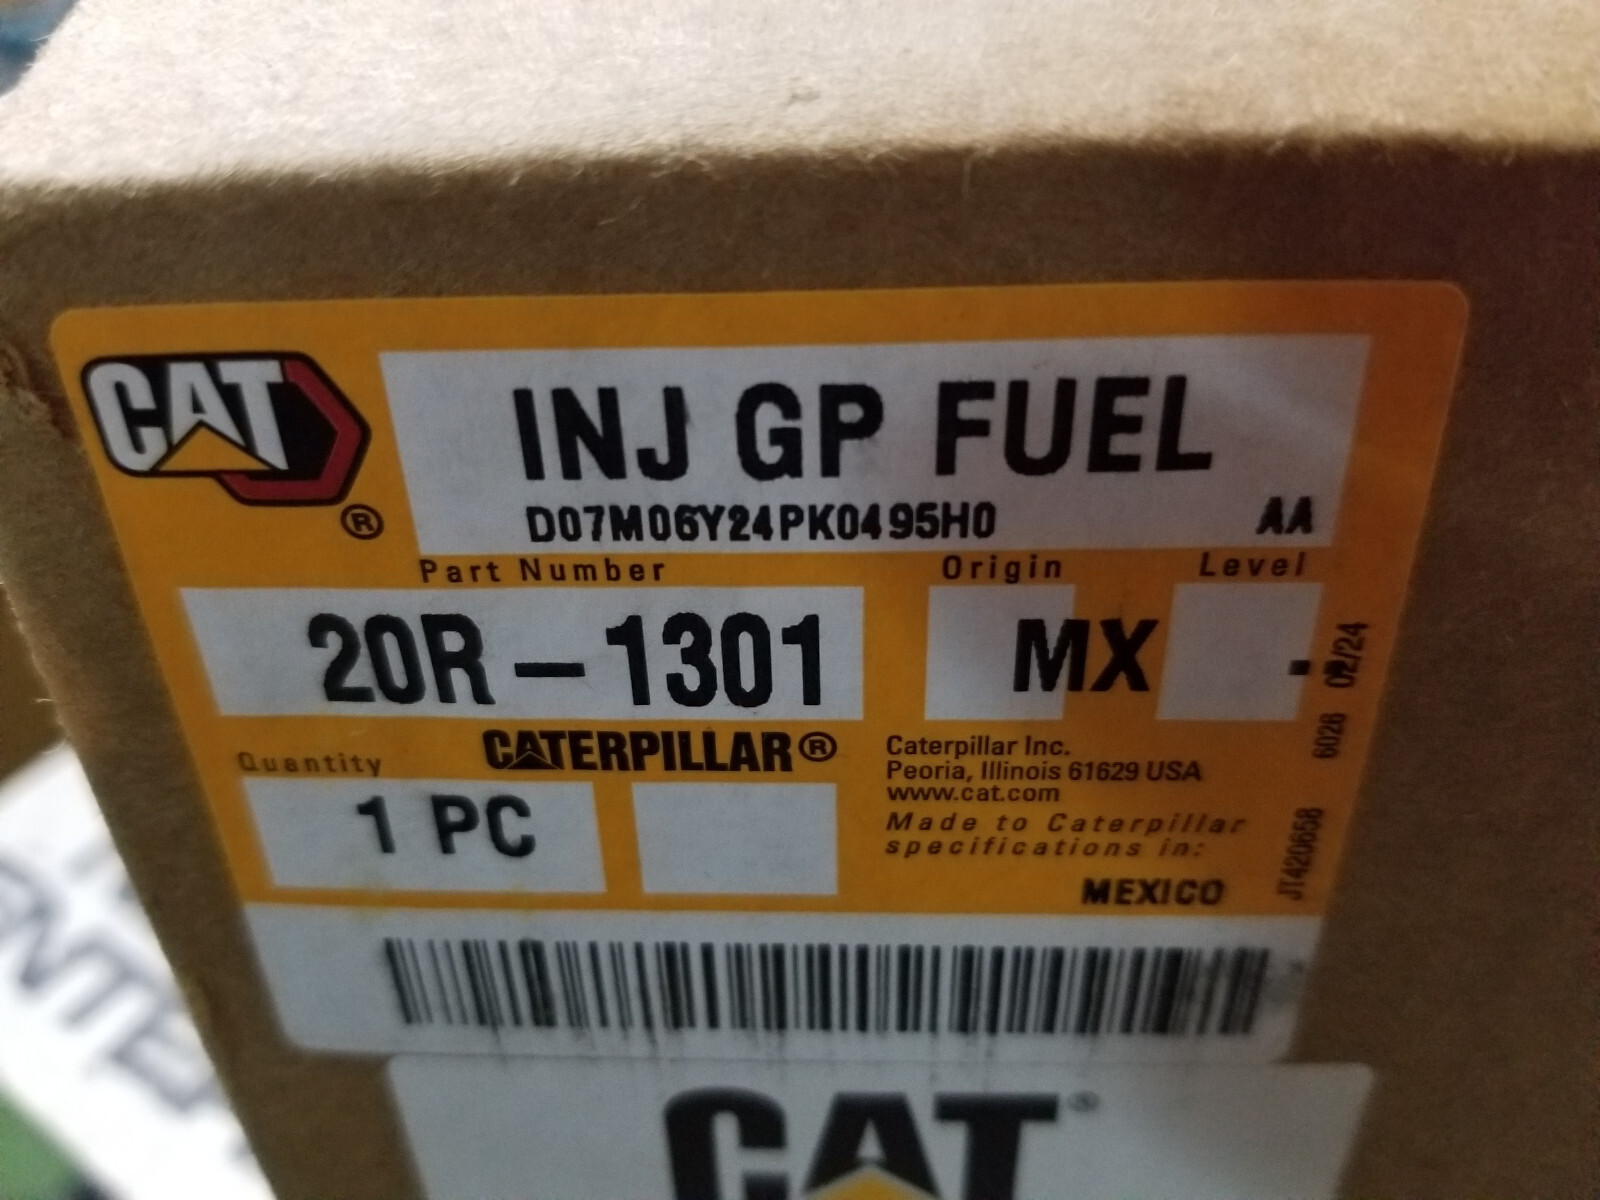 CAT
®
INJ GP FUEL
D07M06Y24PK0495H0 AA
Part Number Origin Level
20R-1301 MX -
Quantity CATERPILLAR®
1 PC
Caterpillar Inc.
Peoria, Illinois 61629 USA
www.cat.com
Made to Caterpillar
specifications in:
MEXICO
JT420658 6026 02/24
CAT®